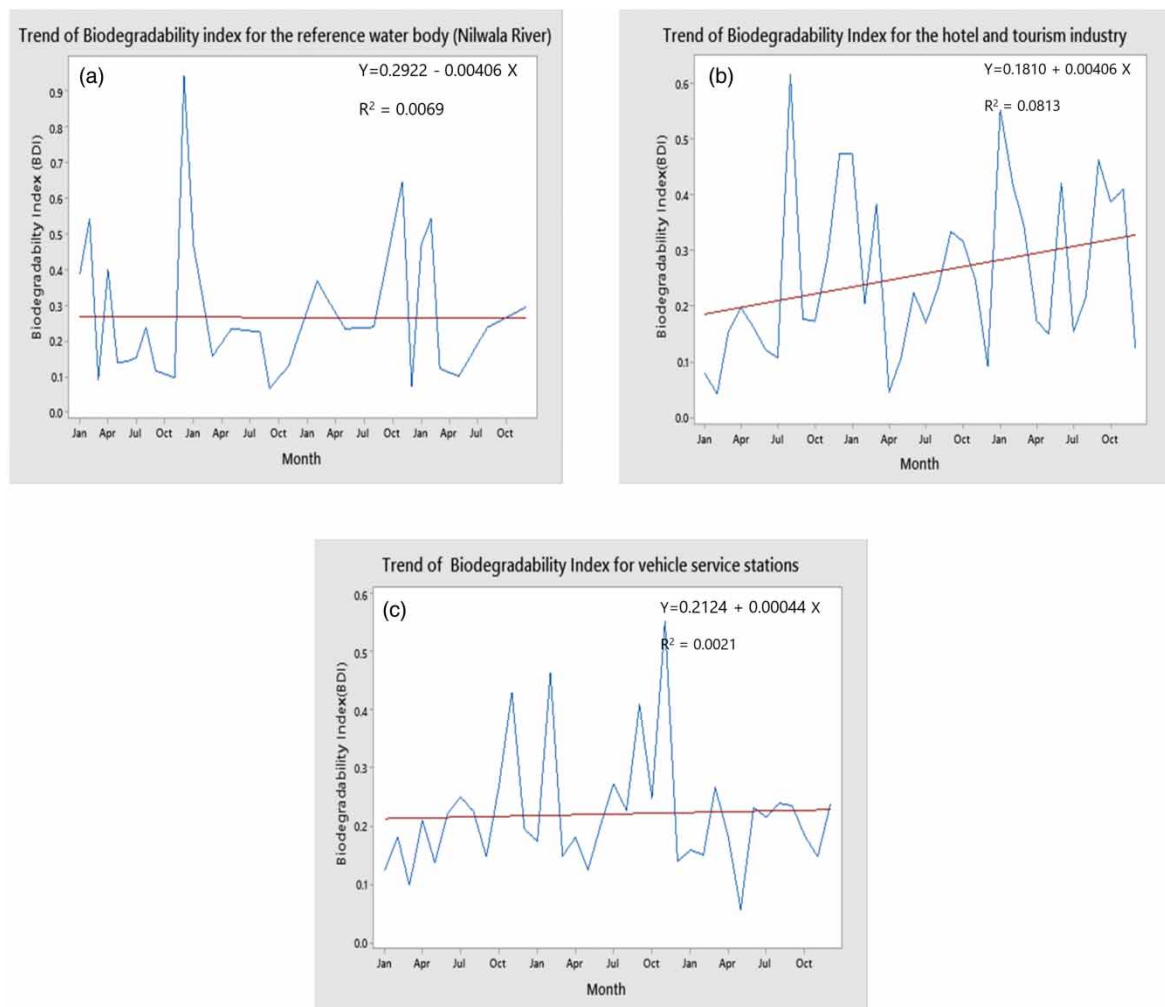 Trend of Biodegradability index for the reference water body (Nilwala River)
(a)
Y=0.2922 - 0.00406 X
R² = 0.0069
Biodegradabilty Index (BDI)
0.9
0.8
0.7
0.6
0.5
0.4
0.3
0.2
0.1
0.0
Jan Apr Jul Oct Jan Apr Jul Oct Jan Apr Jul Oct
Month
Trend of Biodegradability Index for the hotel and tourism industry
(b)
Y=0.1810 + 0.00406 X
R² = 0.0813
Biodegradability Index(BDI)
0.6
0.5
0.4
0.3
0.2
0.1
0.0
Jan Apr Jul Oct Jan Apr Jul Oct Jan Apr Jul Oct
Month
Trend of Biodegradability Index for vehicle service stations
(c)
Y=0.2124 + 0.00044 X
R² = 0.0021
Biodegradability Index(BDI)
0.6
0.5
0.4
0.3
0.2
0.1
0.0
Jan Apr Jul Oct Jan Apr Jul Oct Jan Apr Jul Oct
Month